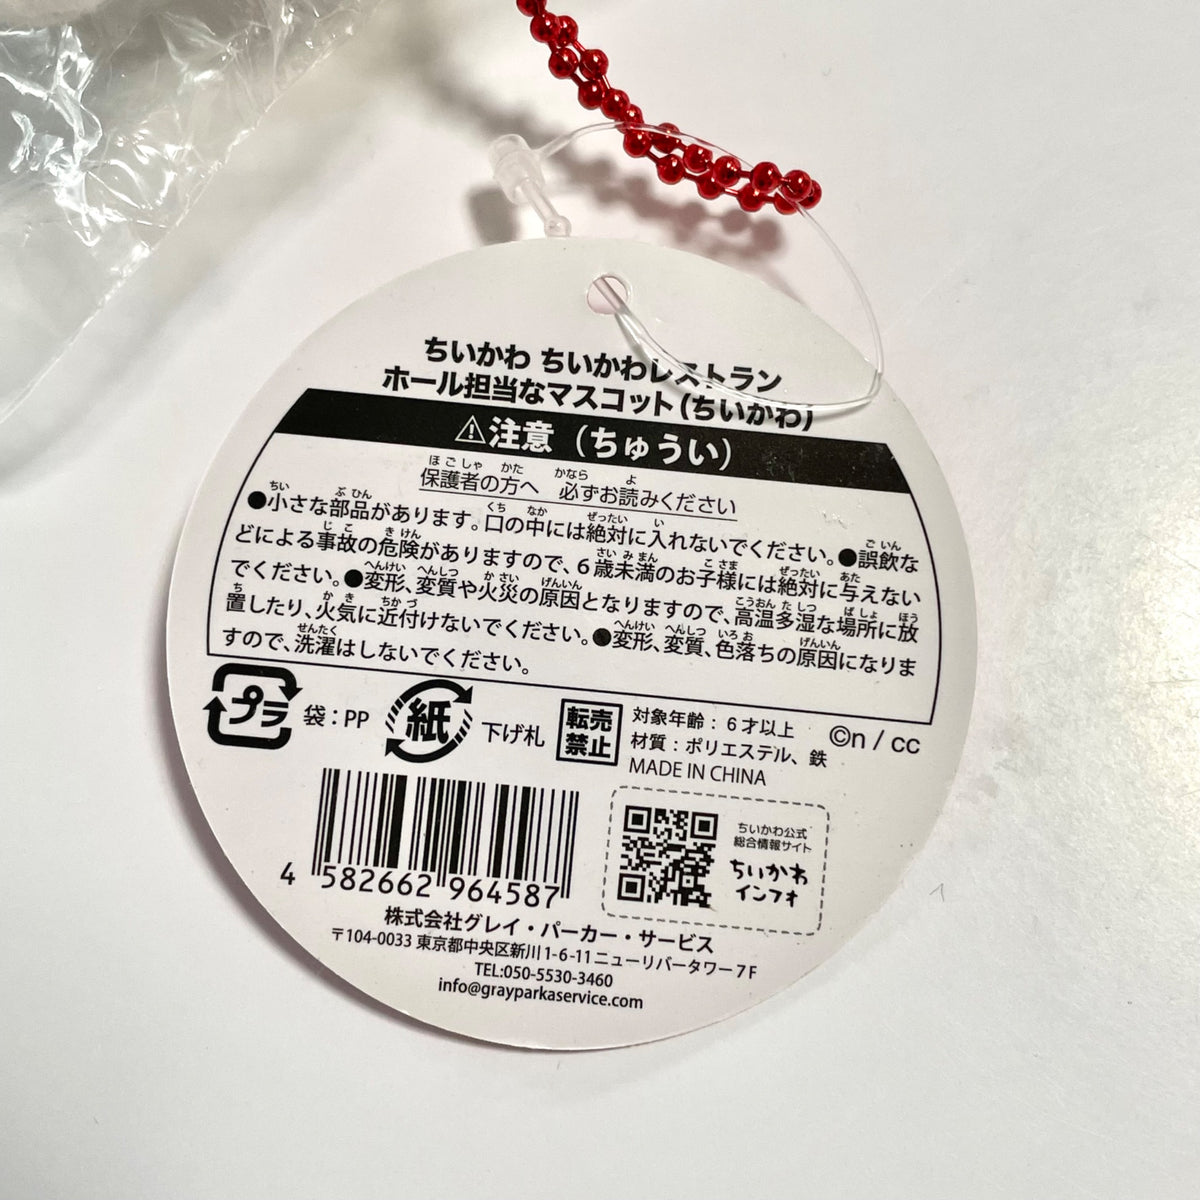 ちいかわ ちいかわレストラン
ホール担当なマスコット(ちいかわ)
⚠注意(ちゅうい)
保護者の方へ 必ずお読みください
●小さな部品があります。口の中には絶対に入れないでください。●誤飲な
どによる事故の危険がありますので、6歳未満のお子様には絶対に与えない
でください。●変形、変質や火災の原因となりますので、高温多湿な場所に放
置したり、火気に近付けないでください。●変形、変質、色落ちの原因になりま
すので、洗濯はしないでください。
プラ 袋:PP 紙 下げ札
転売
禁止
対象年齢:6才以上
材質:ポリエステル、鉄
MADE IN CHINA
©n / cc
4 582662 964587
ちいかわ公式
総合情報サイト
ちいかわ
インフォ
株式会社グレイ・パーカー・サービス
〒104-0033 東京都中央区新川1-6-11 ニューリバータワー7F
TEL:050-5530-3460
info@grayparkaservice.com